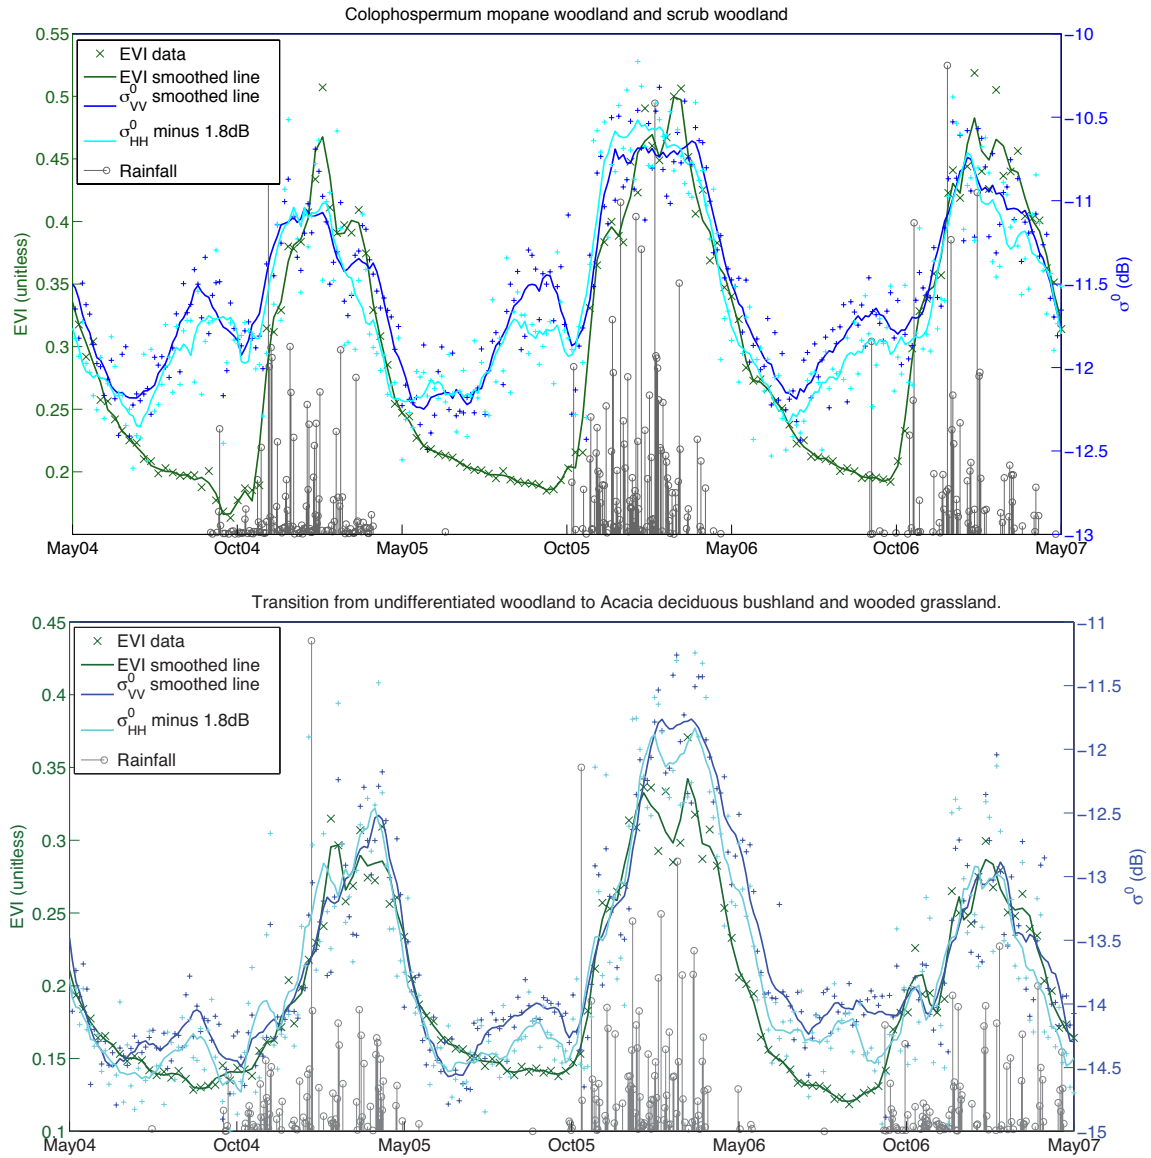 Colophospermum mopane woodland and scrub woodland
0.55
0.5
0.45
0.4
0.35
0.3
0.25
0.2
EVI (unitless)
EVI data
EVI smoothed line
σ⁰VV smoothed line
σ⁰HH minus 1.8dB
Rainfall
−10
−10.5
−11
−11.5
−12
−12.5
−13
σ⁰ (dB)
May04
Oct04
May05
Oct05
May06
Oct06
May07
Transition from undifferentiated woodland to Acacia deciduous bushland and wooded grassland.
0.45
0.4
0.35
0.3
0.25
0.2
0.15
0.1
EVI (unitless)
EVI data
EVI smoothed line
σ⁰VV smoothed line
σ⁰HH minus 1.8dB
Rainfall
−11
−11.5
−12
−12.5
−13
−13.5
−14
−14.5
−15
σ⁰ (dB)
May04
Oct04
May05
Oct05
May06
Oct06
May07